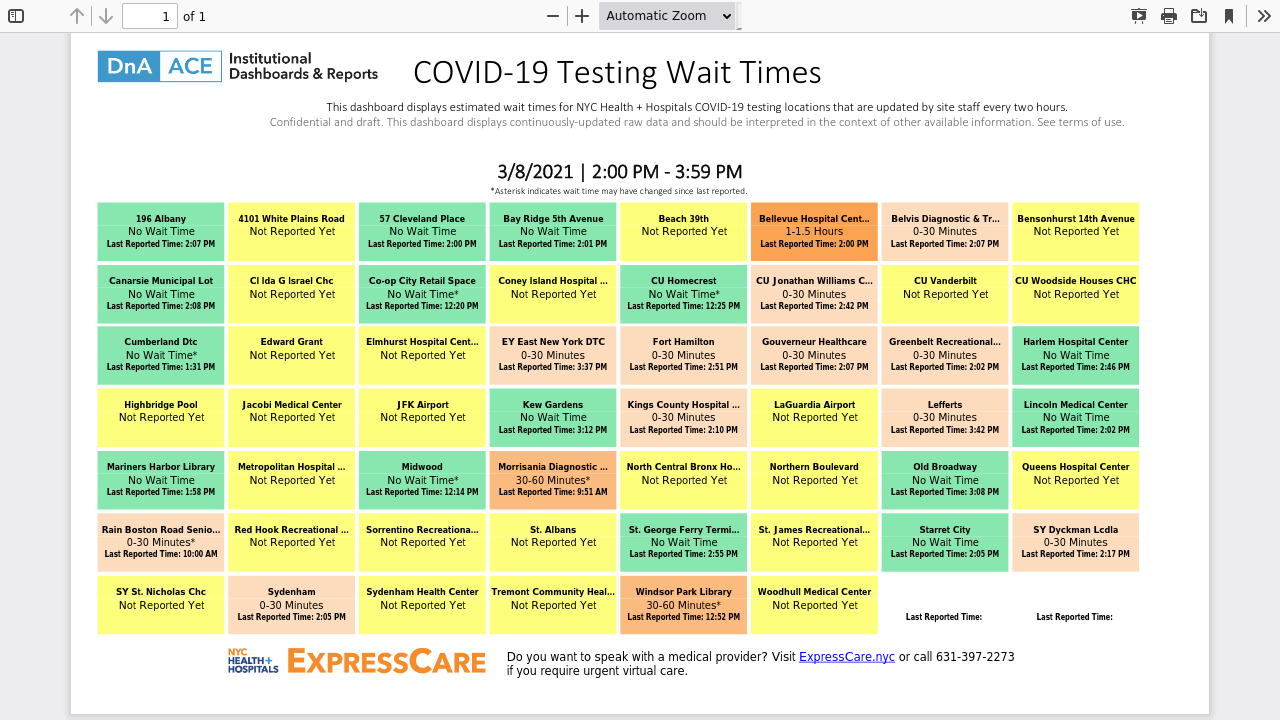 1 of 1 Automatic Zoom
DnA ACE Institutional
Dashboards & Reports
COVID-19 Testing Wait Times
This dashboard displays estimated wait times for NYC Health + Hospitals COVID-19 testing locations that are updated by site staff every two hours.
Confidential and draft. This dashboard displays continuously-updated raw data and should be interpreted in the context of other available information. See terms of use.
3/8/2021 | 2:00 PM - 3:59 PM
*Asterisk indicates wait time may have changed since last reported.
196 Albany
No Wait Time
Last Reported Time: 2:07 PM
4101 White Plains Road
Not Reported Yet
57 Cleveland Place
No Wait Time
Last Reported Time: 2:00 PM
Bay Ridge 5th Avenue
No Wait Time
Last Reported Time: 2:01 PM
Beach 39th
Not Reported Yet
Bellevue Hospital Cent...
1-1.5 Hours
Last Reported Time: 2:00 PM
Belvis Diagnostic & Tr...
0-30 Minutes
Last Reported Time: 2:07 PM
Bensonhurst 14th Avenue
Not Reported Yet
Canarsie Municipal Lot
No Wait Time
Last Reported Time: 2:08 PM
Cl Ida G Israel Chc
Not Reported Yet
Co-op City Retail Space
No Wait Time*
Last Reported Time: 12:20 PM
Coney Island Hospital ...
Not Reported Yet
CU Homecrest
No Wait Time*
Last Reported Time: 12:25 PM
CU Jonathan Williams C...
0-30 Minutes
Last Reported Time: 2:42 PM
CU Vanderbilt
Not Reported Yet
CU Woodside Houses CHC
Not Reported Yet
Cumberland Dtc
No Wait Time*
Last Reported Time: 1:31 PM
Edward Grant
Not Reported Yet
Elmhurst Hospital Cent...
Not Reported Yet
EY East New York DTC
0-30 Minutes
Last Reported Time: 3:37 PM
Fort Hamilton
0-30 Minutes
Last Reported Time: 2:51 PM
Gouverneur Healthcare
0-30 Minutes
Last Reported Time: 2:07 PM
Greenbelt Recreational...
0-30 Minutes
Last Reported Time: 2:02 PM
Harlem Hospital Center
No Wait Time
Last Reported Time: 2:46 PM
Highbridge Pool
Not Reported Yet
Jacobi Medical Center
Not Reported Yet
JFK Airport
Not Reported Yet
Kew Gardens
No Wait Time
Last Reported Time: 3:12 PM
Kings County Hospital ...
0-30 Minutes
Last Reported Time: 2:10 PM
LaGuardia Airport
Not Reported Yet
Lefferts
0-30 Minutes
Last Reported Time: 3:42 PM
Lincoln Medical Center
No Wait Time
Last Reported Time: 2:02 PM
Mariners Harbor Library
No Wait Time
Last Reported Time: 1:58 PM
Metropolitan Hospital ...
Not Reported Yet
Midwood
No Wait Time*
Last Reported Time: 12:14 PM
Morrisania Diagnostic ...
30-60 Minutes*
Last Reported Time: 9:51 AM
North Central Bronx Ho...
Not Reported Yet
Northern Boulevard
Not Reported Yet
Old Broadway
No Wait Time
Last Reported Time: 3:08 PM
Queens Hospital Center
Not Reported Yet
Rain Boston Road Senio...
0-30 Minutes*
Last Reported Time: 10:00 AM
Red Hook Recreational ...
Not Reported Yet
Sorrentino Recreationa...
Not Reported Yet
St. Albans
Not Reported Yet
St. George Ferry Termi...
No Wait Time
Last Reported Time: 2:55 PM
St. James Recreational...
Not Reported Yet
Starret City
No Wait Time
Last Reported Time: 2:05 PM
SY Dyckman Lcdla
0-30 Minutes
Last Reported Time: 2:17 PM
SY St. Nicholas Chc
Not Reported Yet
Sydenham
0-30 Minutes
Last Reported Time: 2:05 PM
Sydenham Health Center
Not Reported Yet
Tremont Community Heal...
Not Reported Yet
Windsor Park Library
30-60 Minutes*
Last Reported Time: 12:52 PM
Woodhull Medical Center
Not Reported Yet
Last Reported Time:
Last Reported Time:
NYC
HEALTH+
HOSPITALS
EXPRESSCARE
Do you want to speak with a medical provider? Visit ExpressCare.nyc or call 631-397-2273
if you require urgent virtual care.